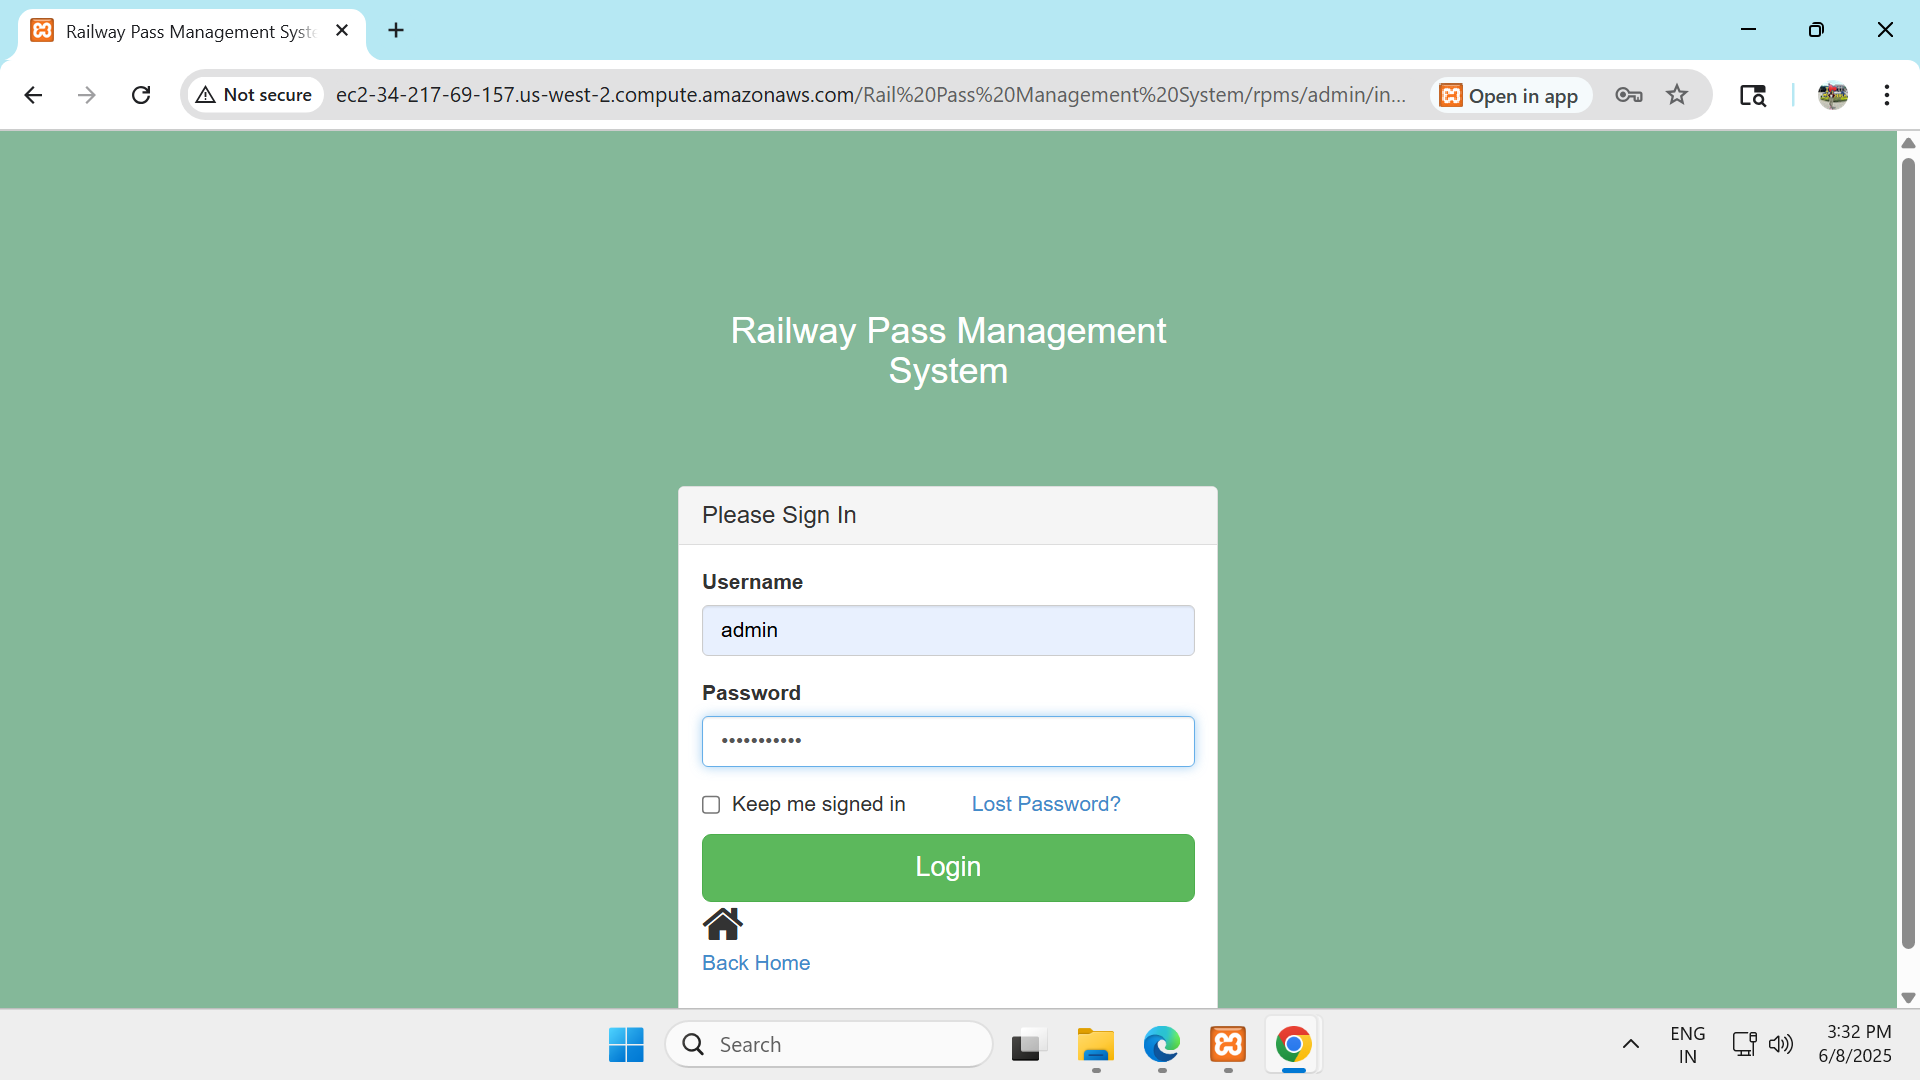 Railway Pass Management Syste
Not secure
ec2-34-217-69-157.us-west-2.compute.amazonaws.com/Rail%20Pass%20Management%20System/rpms/admin/in...
Open in app
Railway Pass Management
System
Please Sign In
Username
admin
Password
•••••••••••
Keep me signed in
Lost Password?
Login
Back Home
Search
ENG
IN
3:32 PM
6/8/2025